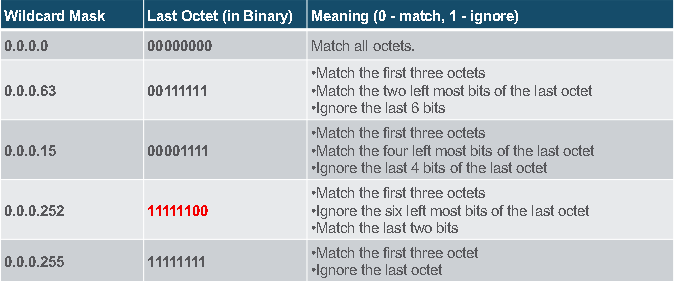 Wildcard Mask Last Octet (in Binary) Meaning (0 - match, 1 - ignore)
0.0.0.0 00000000 Match all octets.
•Match the first three octets
0.0.0.63 00111111 •Match the two left most bits of the last octet
•Ignore the last 6 bits
•Match the first three octets
0.0.0.15 00001111 •Match the four left most bits of the last octet
•Ignore the last 4 bits of the last octet
•Match the first three octets
0.0.0.252 11111100 •Ignore the six left most bits of the last octet
•Match the last two bits
0.0.0.255 11111111 •Match the first three octet
•Ignore the last octet